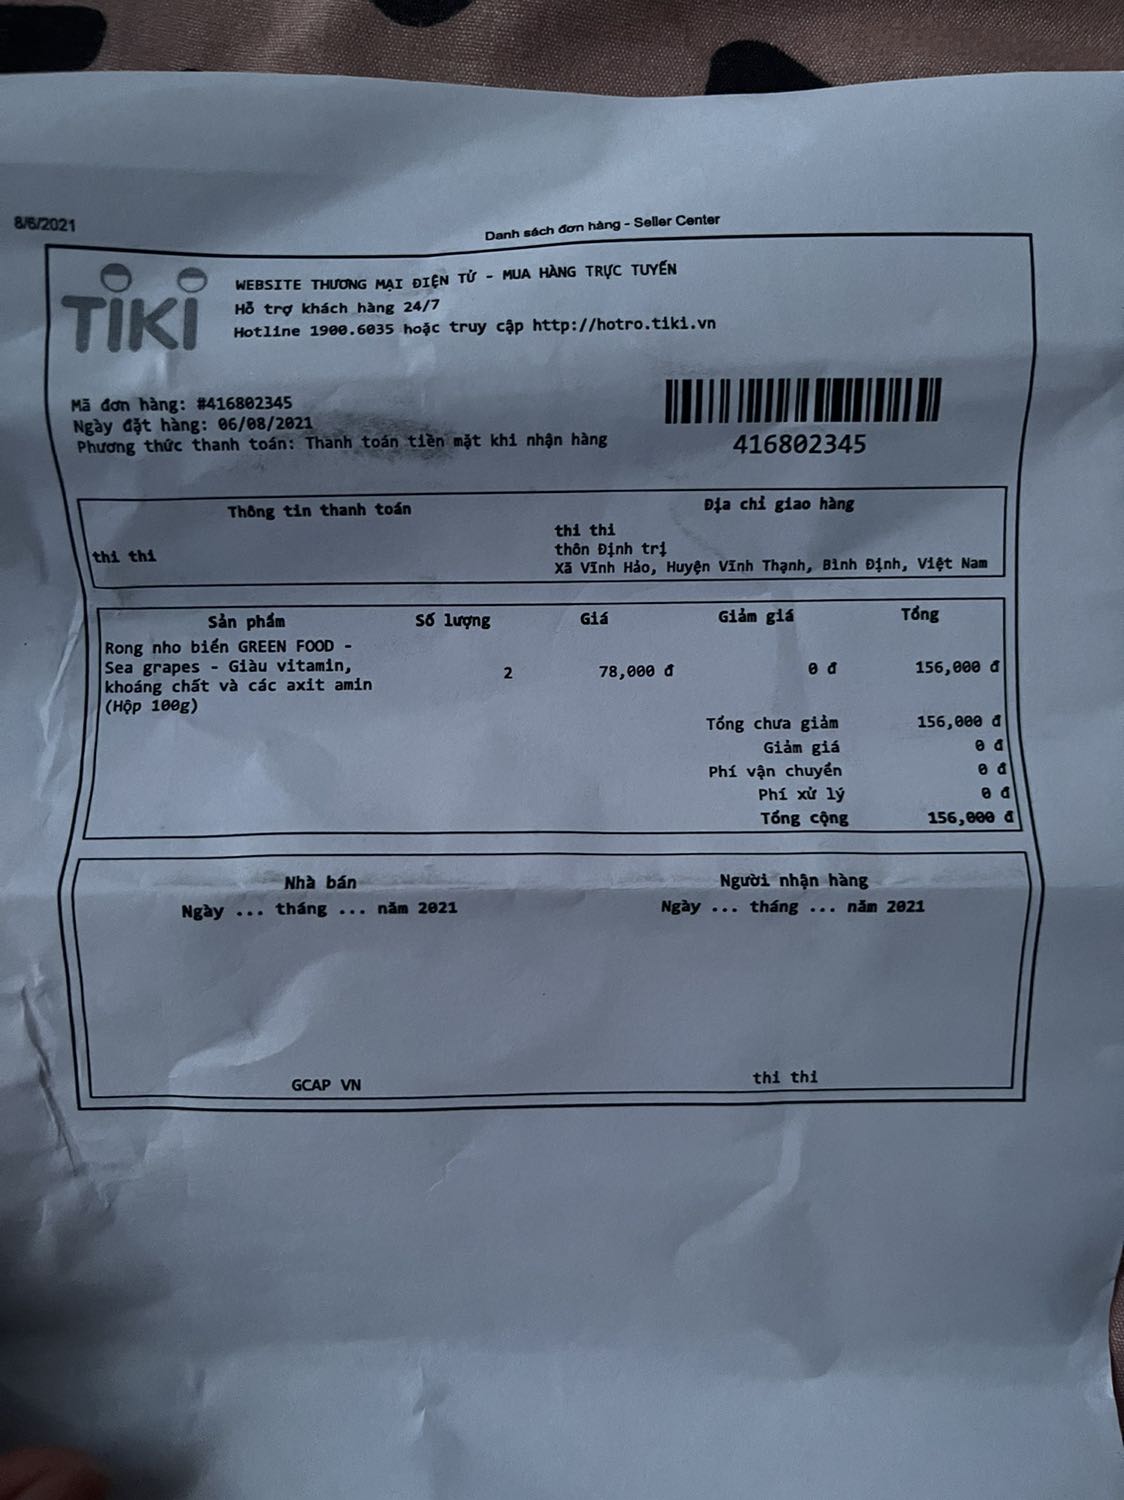 8/6/2021
Danh sách đơn hàng - Seller Center
TIKI
WEBSITE THƯƠNG MẠI ĐIỆN TỬ - MUA HÀNG TRỰC TUYẾN
Hỗ trợ khách hàng 24/7
Hotline 1900.6035 hoặc truy cập http://hotro.tiki.vn
Mã đơn hàng: #416802345
Ngày đặt hàng: 06/08/2021
Phương thức thanh toán: Thanh toán tiền mặt khi nhận hàng
416802345
Thông tin thanh toán
Địa chỉ giao hàng
thi thi
thi thi
thôn Định trị
Xã Vĩnh Hảo, Huyện Vĩnh Thạnh, Bình Định, Việt Nam
Sản phẩm Số lượng Giá Giảm giá Tổng
Rong nho biển GREEN FOOD -
Sea grapes - Giàu vitamin,
khoáng chất và các axit amin
(Hộp 100g)
2 78,000 đ 0 đ 156,000 đ
Tổng chưa giảm 156,000 đ
Giảm giá 0 đ
Phí vận chuyển 0 đ
Phí xử lý 0 đ
Tổng cộng 156,000 đ
Nhà bán Người nhận hàng
Ngày ... tháng ... năm 2021 Ngày ... tháng ... năm 2021
GCAP VN thi thi